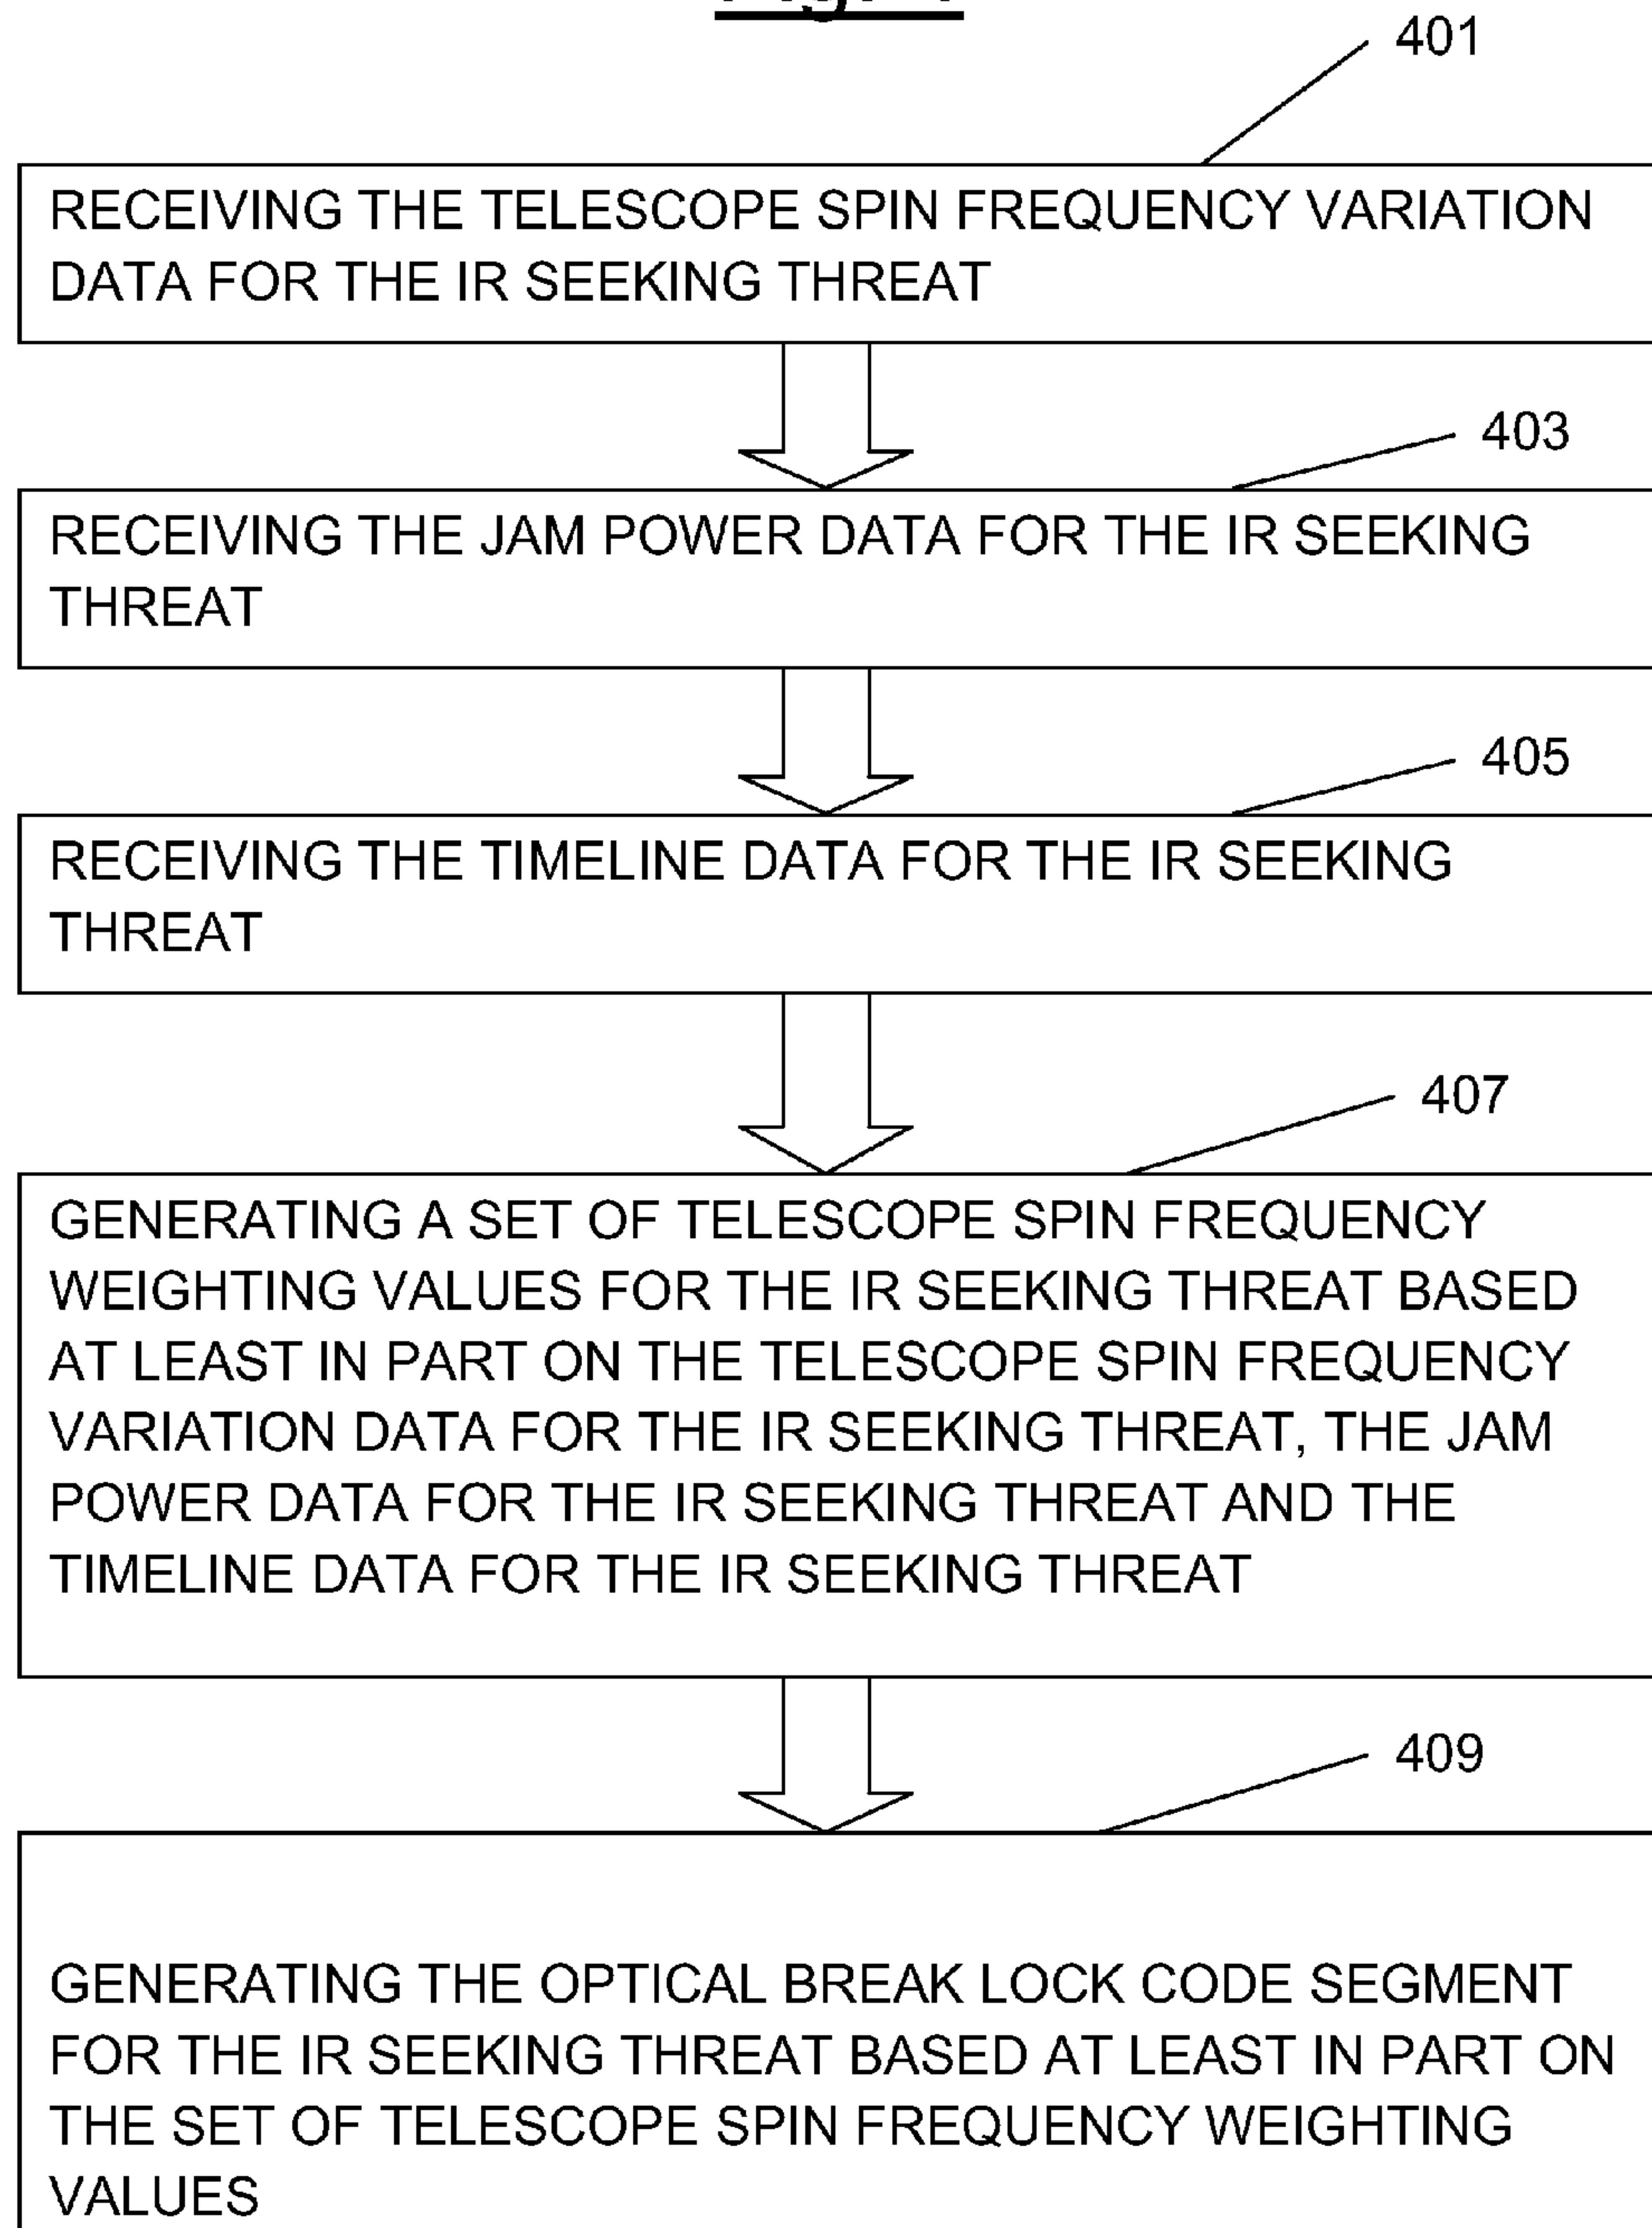 401
RECEIVING THE TELESCOPE SPIN FREQUENCY VARIATION
DATA FOR THE IR SEEKING THREAT
403
RECEIVING THE JAM POWER DATA FOR THE IR SEEKING
THREAT
405
RECEIVING THE TIMELINE DATA FOR THE IR SEEKING
THREAT
407
GENERATING A SET OF TELESCOPE SPIN FREQUENCY
WEIGHTING VALUES FOR THE IR SEEKING THREAT BASED
AT LEAST IN PART ON THE TELESCOPE SPIN FREQUENCY
VARIATION DATA FOR THE IR SEEKING THREAT, THE JAM
POWER DATA FOR THE IR SEEKING THREAT AND THE
TIMELINE DATA FOR THE IR SEEKING THREAT
409
GENERATING THE OPTICAL BREAK LOCK CODE SEGMENT
FOR THE IR SEEKING THREAT BASED AT LEAST IN PART ON
THE SET OF TELESCOPE SPIN FREQUENCY WEIGHTING
VALUES